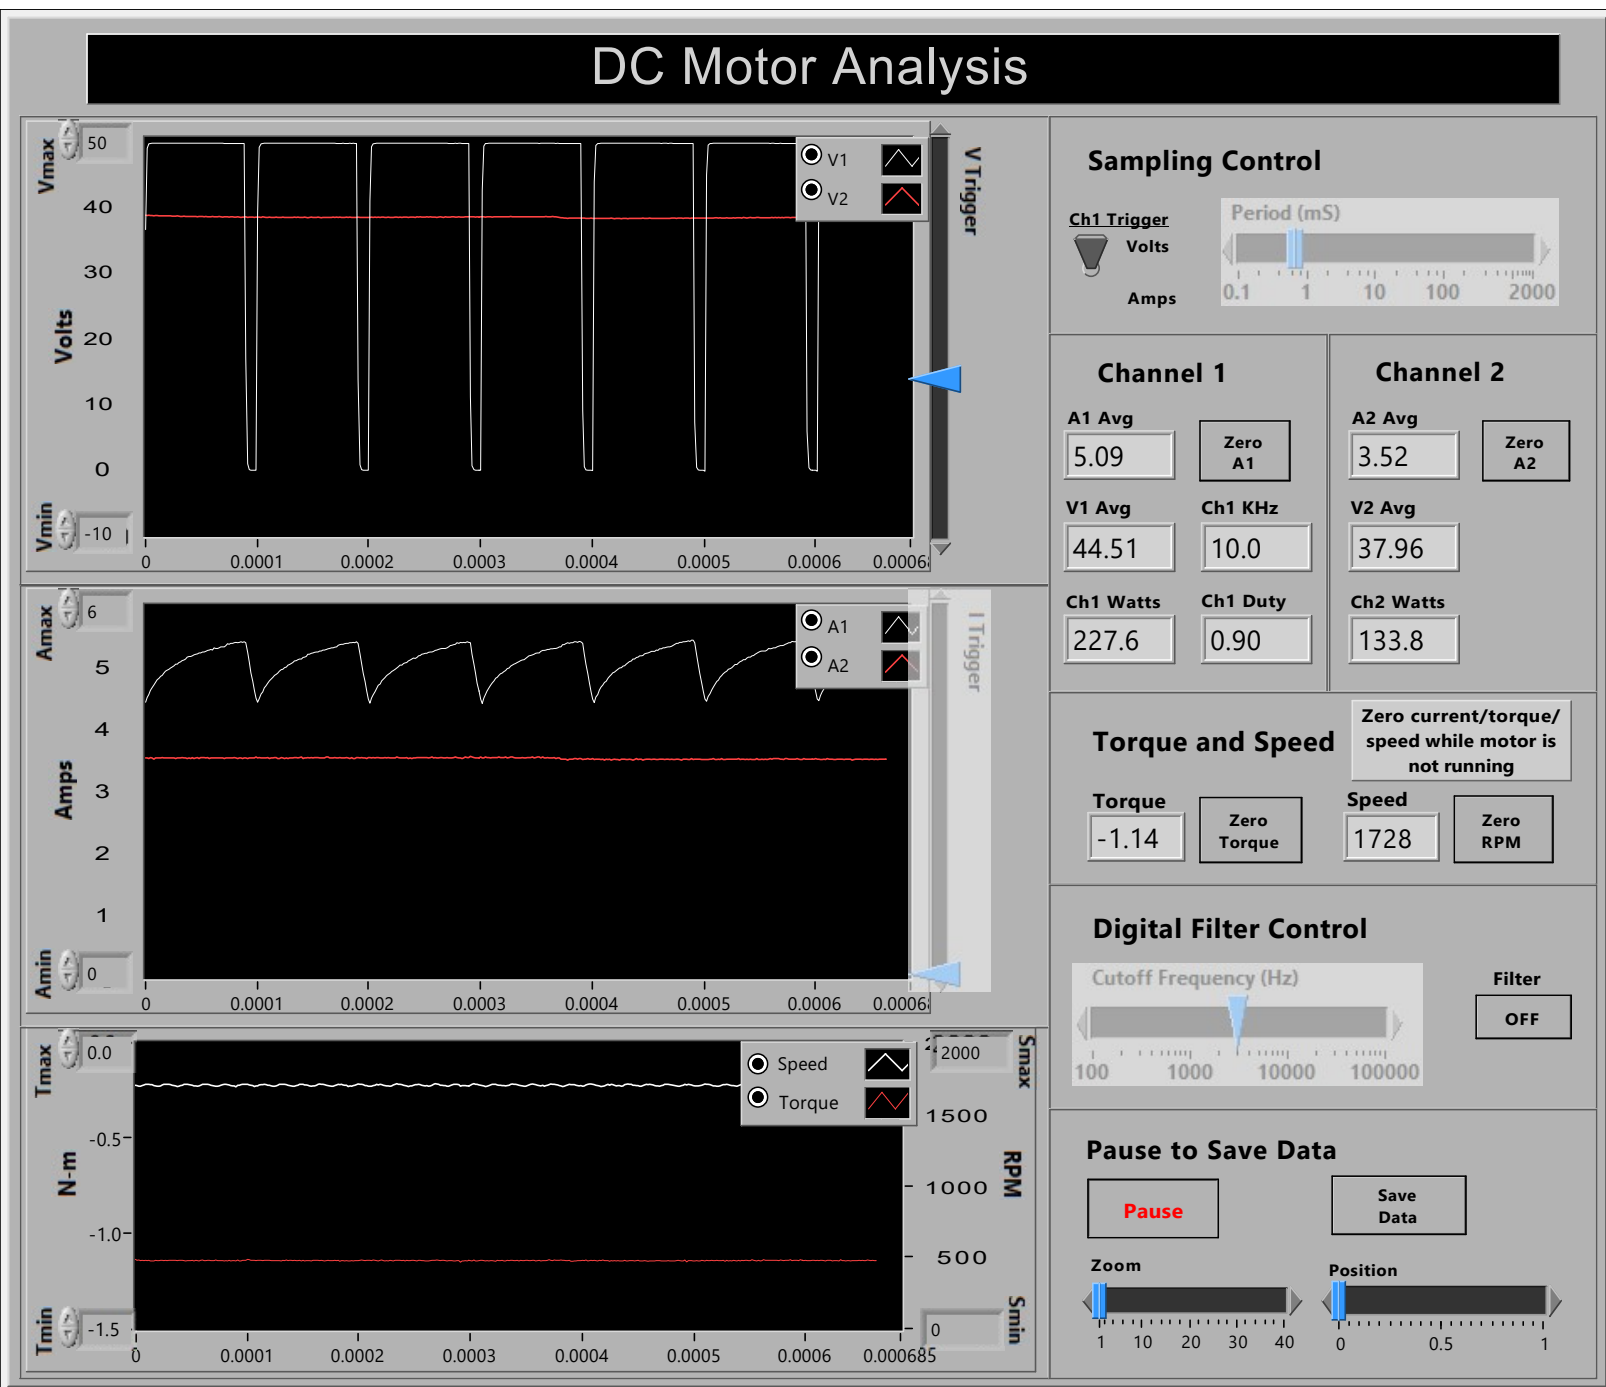 DC Motor Analysis
Vmax
50
40
30
20
10
0
-10
Vmin
Volts
V1
V2
V Trigger
0 0.0001 0.0002 0.0003 0.0004 0.0005 0.0006
Amax
6
5
4
3
2
1
0
Amin
Amps
A1
A2
I Trigger
0 0.0001 0.0002 0.0003 0.0004 0.0005 0.0006
Tmax
0.0
-0.5
-1.0
-1.5
Tmin
N-m
Speed
Torque
2000
1500
1000
500
0
Smax
RPM
Smin
0 0.0001 0.0002 0.0003 0.0004 0.0005 0.0006 0.000685
Sampling Control
Ch1 Trigger
Volts
Amps
Period (mS)
0.1 1 10 100 2000
Channel 1
A1 Avg
5.09
Zero
A1
V1 Avg
44.51
Ch1 KHz
10.0
Ch1 Watts
227.6
Ch1 Duty
0.90
Channel 2
A2 Avg
3.52
Zero
A2
V2 Avg
37.96
Ch2 Watts
133.8
Torque and Speed
Zero current/torque/
speed while motor is
not running
Torque
-1.14
Zero
Torque
Speed
1728
Zero
RPM
Digital Filter Control
Cutoff Frequency (Hz)
100 1000 10000 100000
Filter
OFF
Pause to Save Data
Pause
Save
Data
Zoom
1 10 20 30 40
Position
0 0.5 1